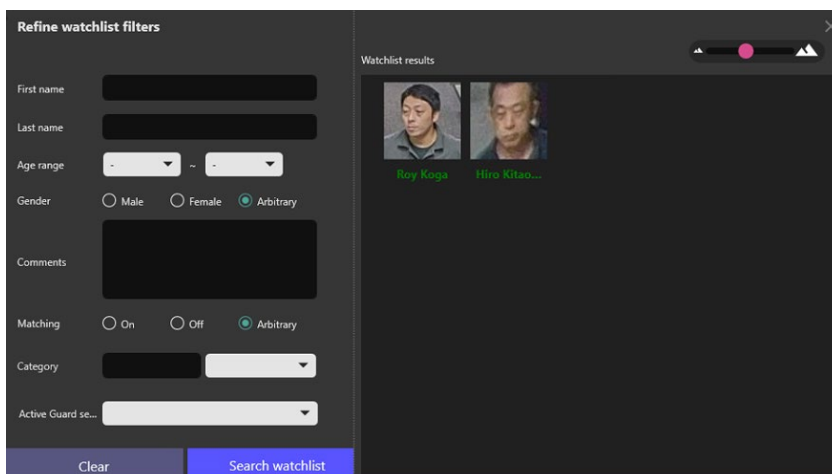 Refine watchlist filters
First name
Last name
Age range
-
~
-
Gender
Male
Female
Arbitrary
Comments
Matching
On
Off
Arbitrary
Category
Active Guard se...
Clear
Search watchlist
Watchlist results
Roy Koga
Hiro Kitao...